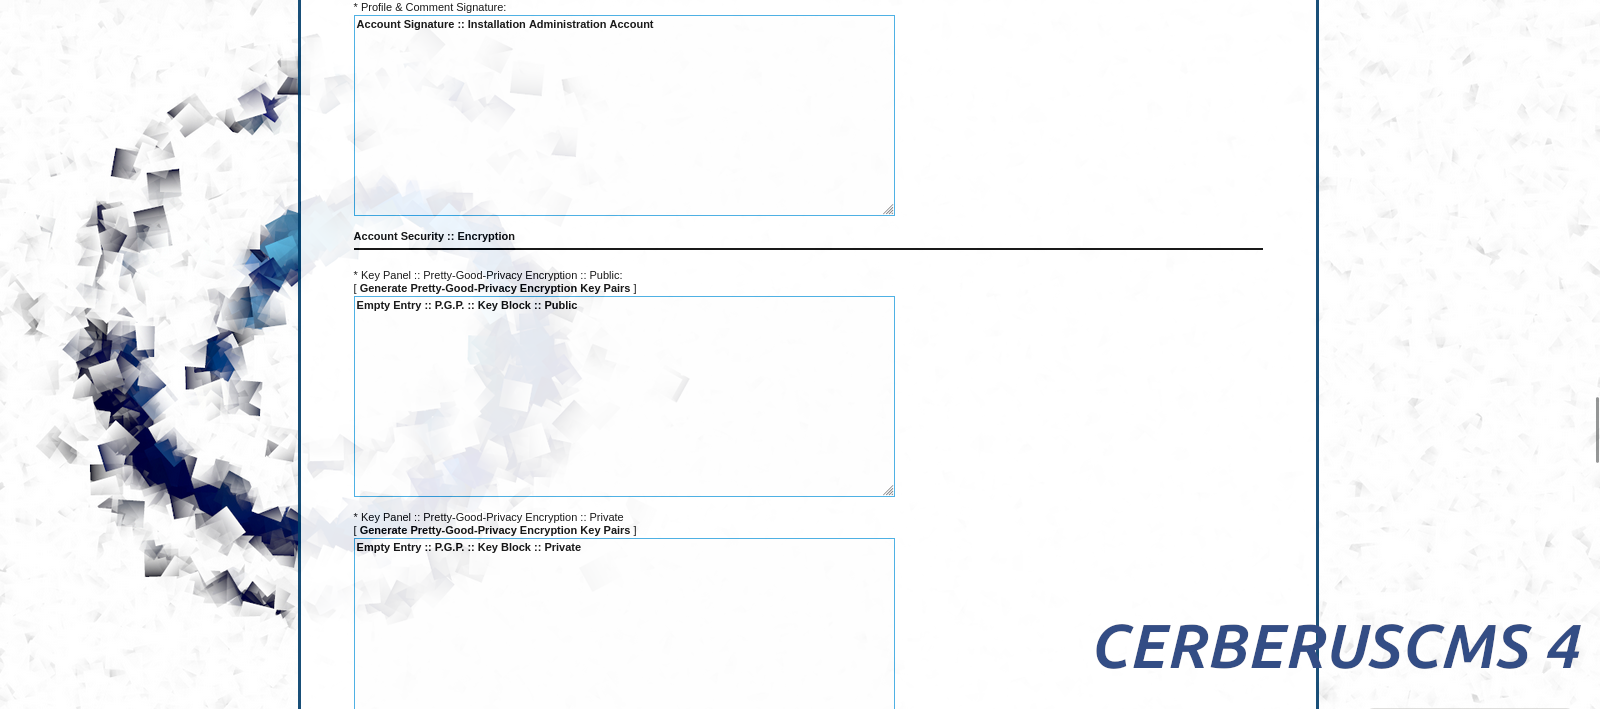 * Profile & Comment Signature:
Account Signature :: Installation Administration Account
Account Security :: Encryption
* Key Panel :: Pretty-Good-Privacy Encryption :: Public:
[ Generate Pretty-Good-Privacy Encryption Key Pairs ]
Empty Entry :: P.G.P. :: Key Block :: Public
* Key Panel :: Pretty-Good-Privacy Encryption :: Private
[ Generate Pretty-Good-Privacy Encryption Key Pairs ]
Empty Entry :: P.G.P. :: Key Block :: Private
CERBERUSCMS 4